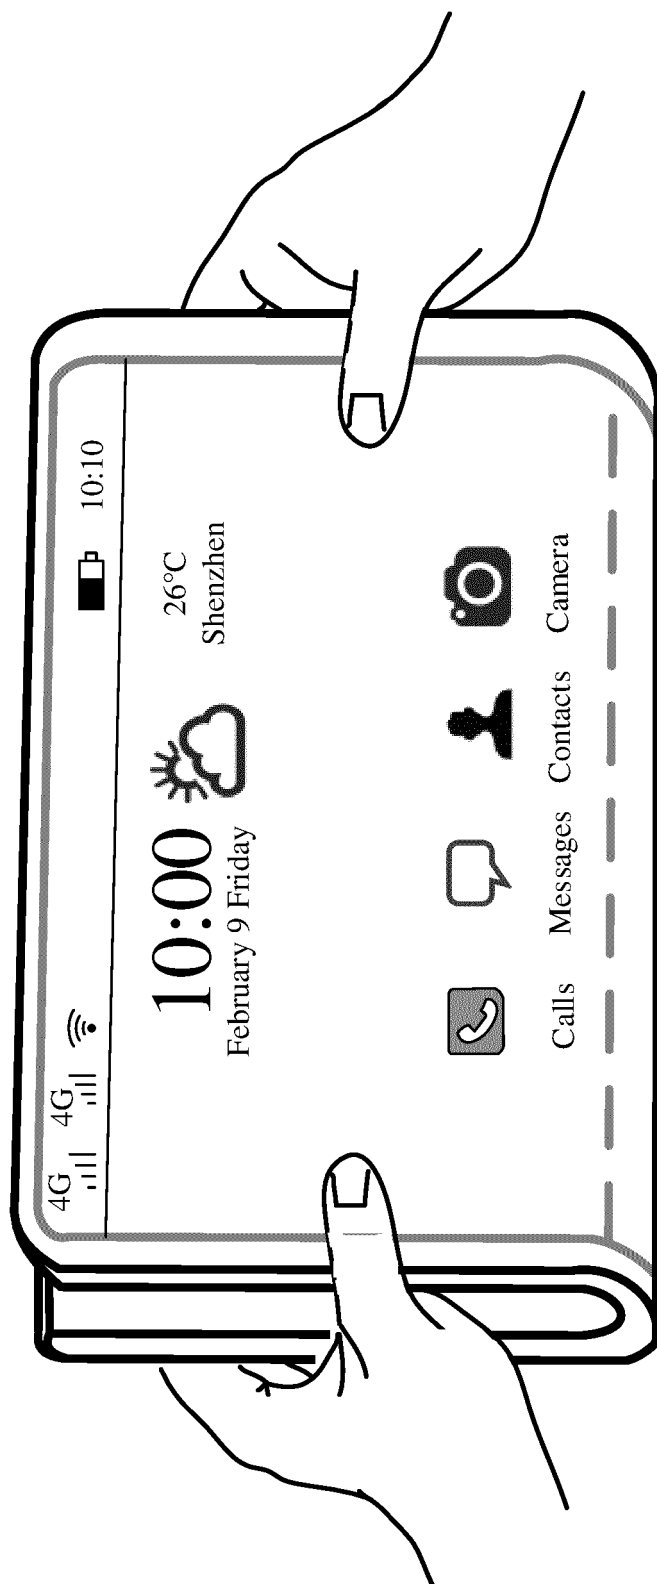 4G 4G 10:10
10:00
February 9 Friday
26°C
Shenzhen
Calls Messages Contacts Camera